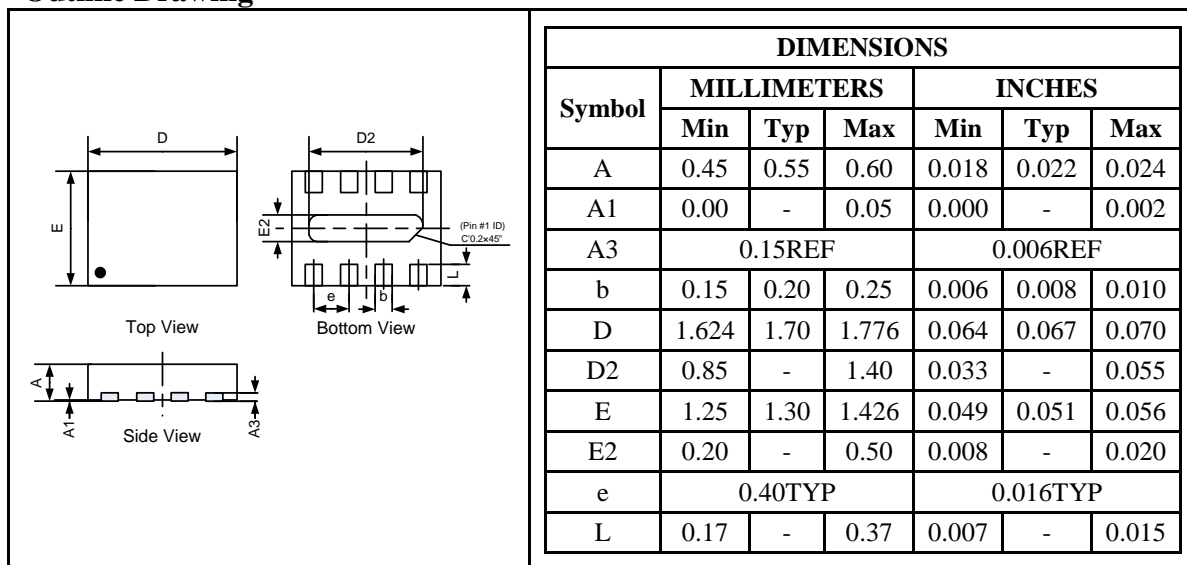 D
E
Top View
D2
E2
(Pin #1 ID)
C'0.2×45°
L
e
b
Bottom View
A
A1
A3
Side View
DIMENSIONS
Symbol MILLIMETERS INCHES
Min Typ Max Min Typ Max
A 0.45 0.55 0.60 0.018 0.022 0.024
A1 0.00 - 0.05 0.000 - 0.002
A3 0.15REF 0.006REF
b 0.15 0.20 0.25 0.006 0.008 0.010
D 1.624 1.70 1.776 0.064 0.067 0.070
D2 0.85 - 1.40 0.033 - 0.055
E 1.25 1.30 1.426 0.049 0.051 0.056
E2 0.20 - 0.50 0.008 - 0.020
e 0.40TYP 0.016TYP
L 0.17 - 0.37 0.007 - 0.015